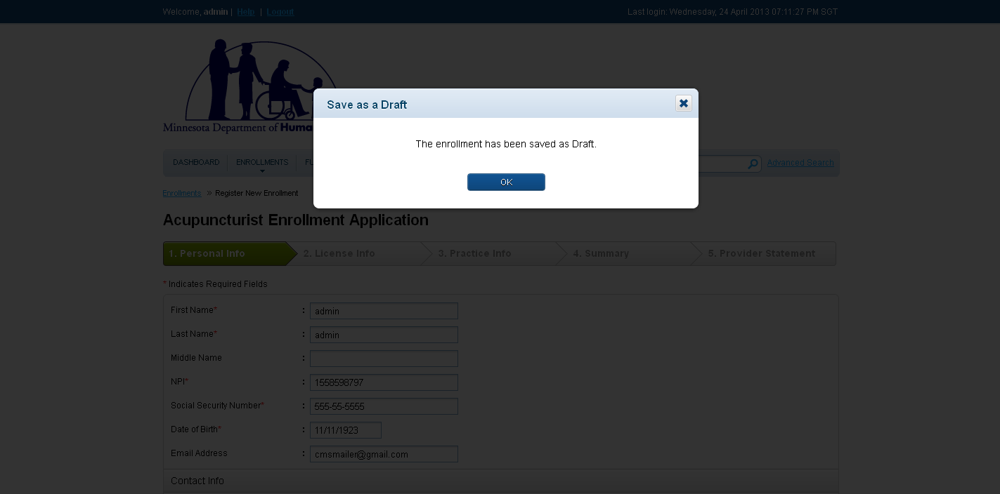 Welcome, admin | Help | Logout
Last login: Wednesday, 24 April 2013 07:11:27 PM SGT
Minnesota Department of
Save as a Draft
The enrollment has been saved as Draft.
OK
DASHBOARD ENROLLMENTS
Advanced Search
Enrollments » Register New Enrollment
Acupuncturist Enrollment Application
1. Personal Info 2. License Info 3. Practice Info 4. Summary 5. Provider Statement
* Indicates Required Fields
First Name* : admin
Last Name* : admin
Middle Name :
NPI* : 1558598797
Social Security Number* : 555-55-5555
Date of Birth* : 11/11/1923
Email Address : cmsmailer@gmail.com
Contact Info